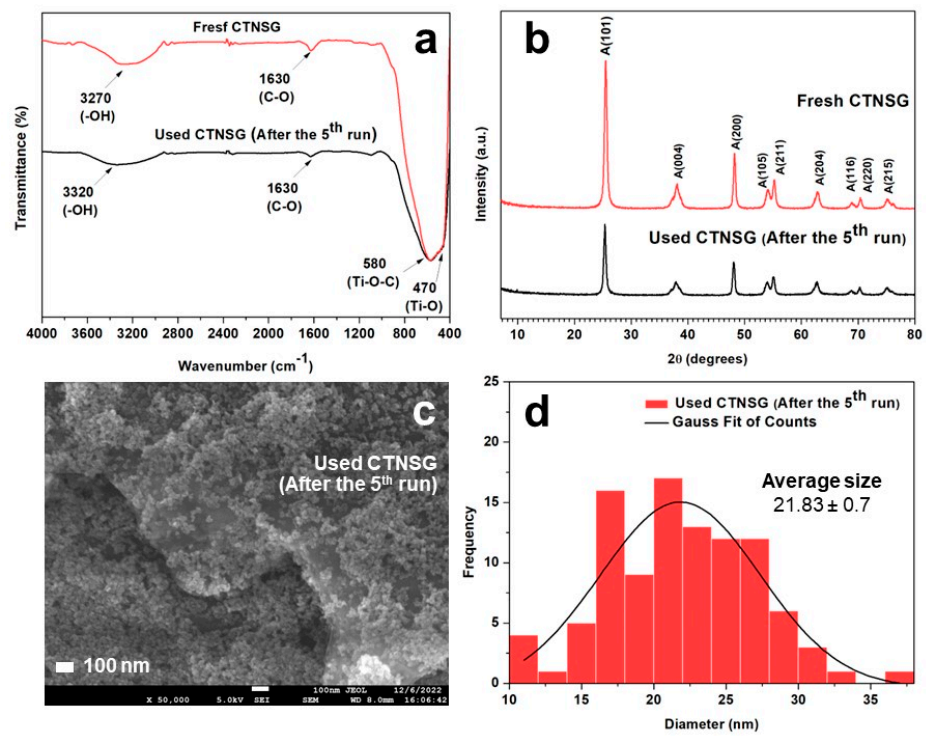 a
Fresf CTNSG
3270
(-OH)
1630
(C-O)
Used CTNSG (After the 5th run)
3320
(-OH)
1630
(C-O)
580
(Ti-O-C)
470
(Ti-O)
Transmittance (%)
4000 3600 3200 2800 2400 2000 1600 1200 800 400
Wavenumber (cm-1)
b
A(101)
A(004)
A(200)
A(105)
A(211)
A(204)
A(116)
A(220)
A(215)
Fresh CTNSG
Used CTNSG (After the 5th run)
Intensity (a.u.)
10 20 30 40 50 60 70 80
2θ (degrees)
c
Used CTNSG
(After the 5th run)
100 nm
100nm JEOL 12/6/2022
X 50,000 5.0kV SEI SEM WD 8.0mm 16:06:42
d
Used CTNSG (After the 5th run)
Gauss Fit of Counts
Average size
21.83 ± 0.7
Frequency
25
20
15
10
5
0
10 15 20 25 30 35
Diameter (nm)